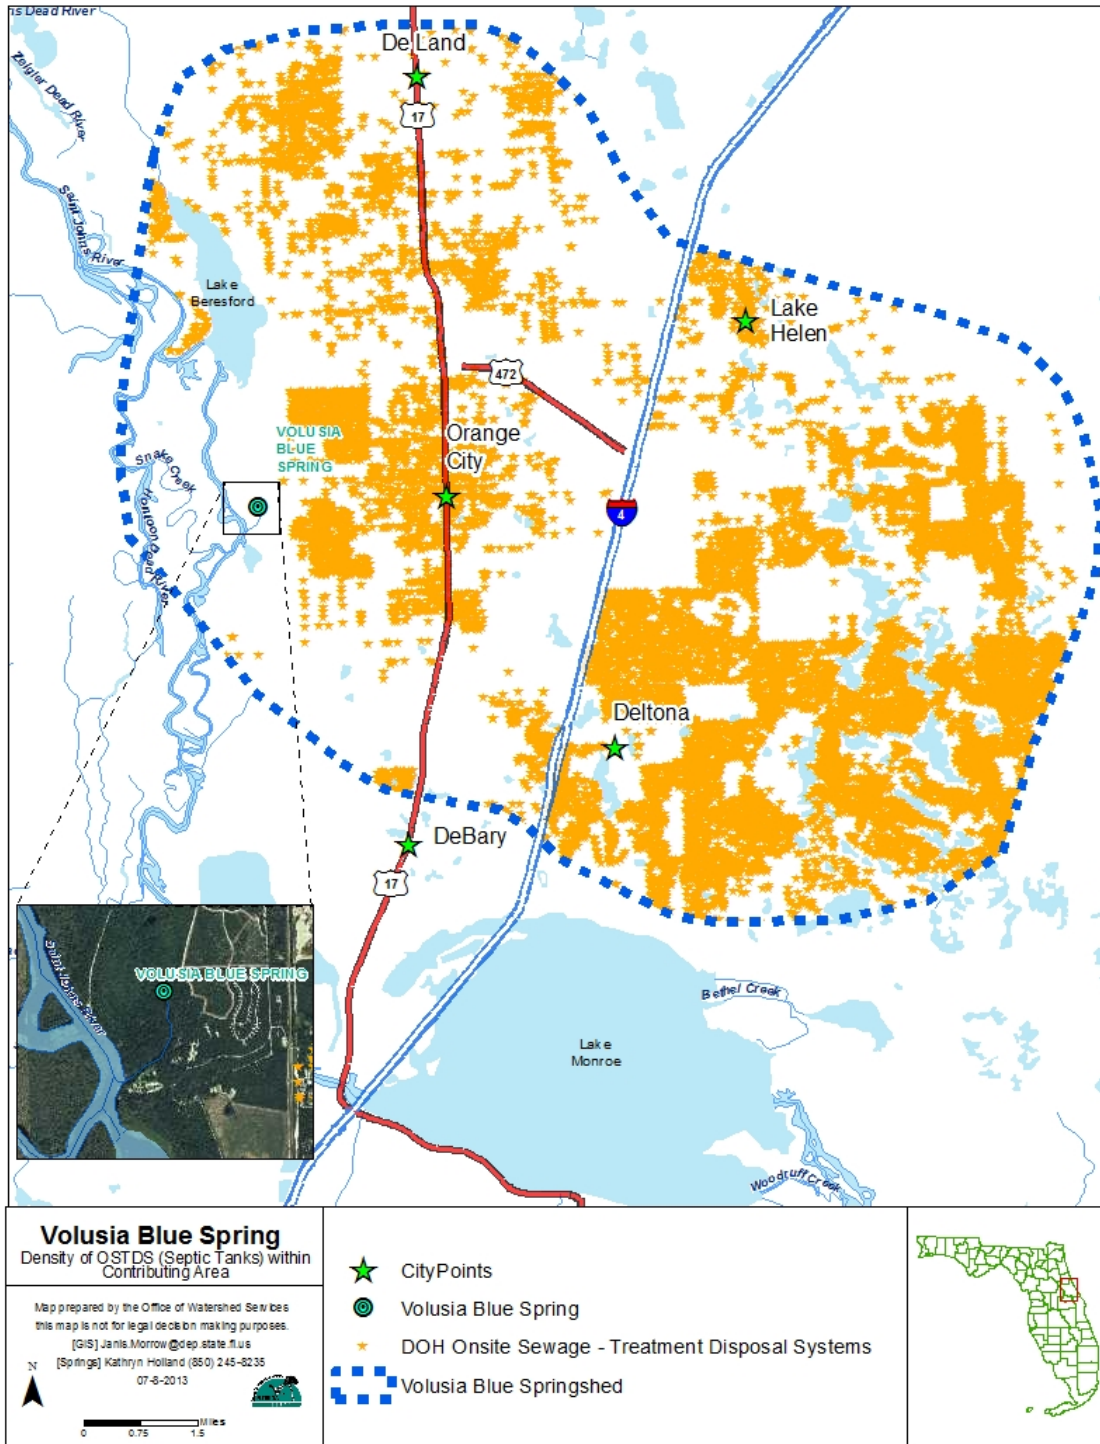 is Dead River
Zeigler Dead River
De Land
17
Saint Johns River
Lake
Beresford
Lake
Helen
472
VOLUSIA
BLUE
SPRING
Orange
City
Snake Creek
Hontoon Dead River
4
Deltona
DeBary
17
Saint Johns River
VOLUSIA BLUE SPRING
Bethel Creek
Lake
Monroe
Woodruff Creek
Volusia Blue Spring
Density of OSTDS (Septic Tanks) within
Contributing Area
Map prepared by the Office of Watershed Services
this map is not for legal decision making purposes.
[GIS] Janis.Morrow@dep.state.fl.us
[Springs] Kathryn Holland (850) 245-8235
07-8-2013
N
Miles
0 0.75 1.5
City Points
Volusia Blue Spring
DOH Onsite Sewage - Treatment Disposal Systems
Volusia Blue Springshed